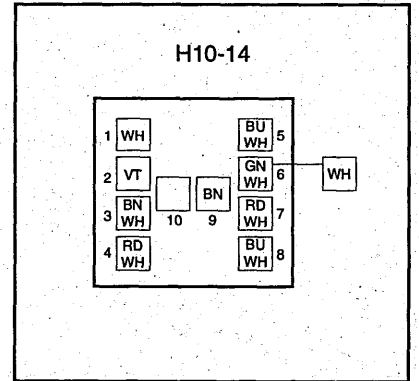 H10-14
1 WH
BU WH 5
2 VT
GN WH 6
WH
BN WH 3
10
BN 9
RD WH 7
4 RD WH
BU WH 8